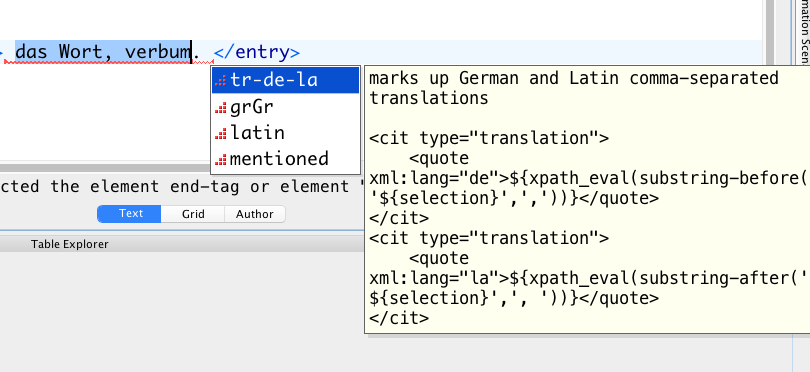 das Wort, verbum. </entry>
tr-de-la
grGr
latin
mentioned
marks up German and Latin comma-separated
translations
<cit type="translation">
<quote
xml:lang="de">${xpath_eval(substring-before(
'${selection}',','))}</quote>
</cit>
<cit type="translation">
<quote
xml:lang="la">${xpath_eval(substring-after('
${selection}',', '))}</quote>
</cit>
cted the element end-tag or element "
Text Grid Author
Table Explorer